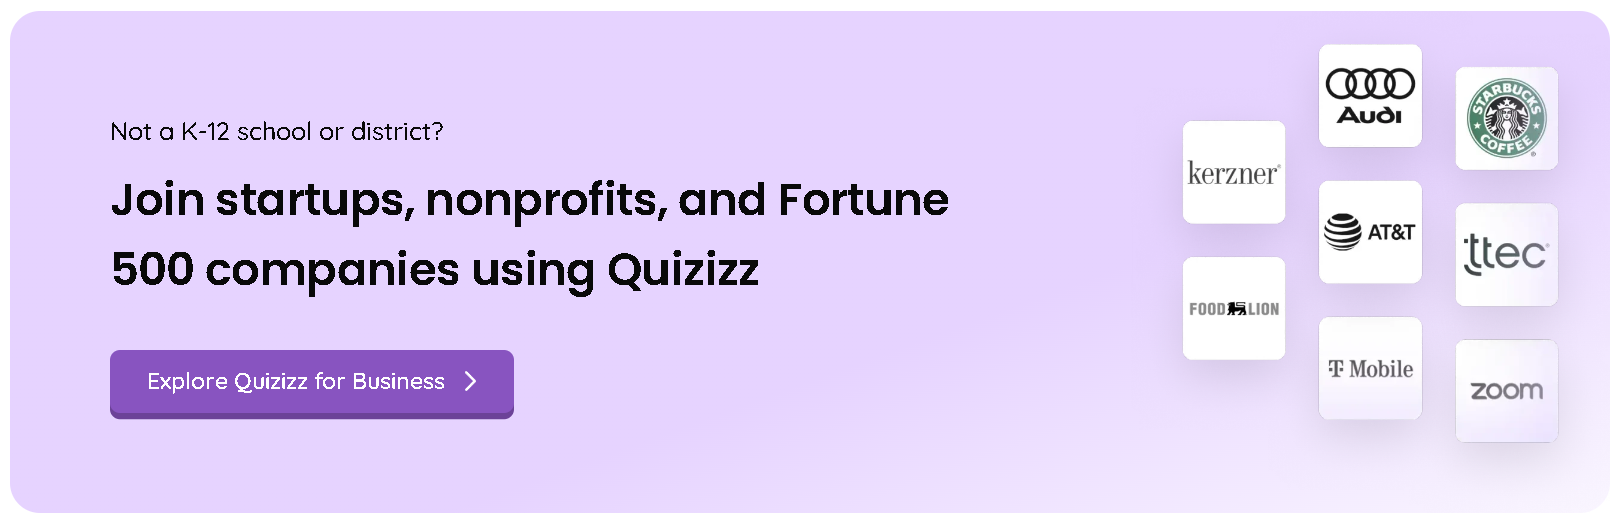 Not a K-12 school or district?
Join startups, nonprofits, and Fortune
500 companies using Quizizz
Explore Quizizz for Business
kerzner®
FOOD LION
Audi
AT&T
T Mobile
STARBUCKS
COFFEE
®
ttec
zoom